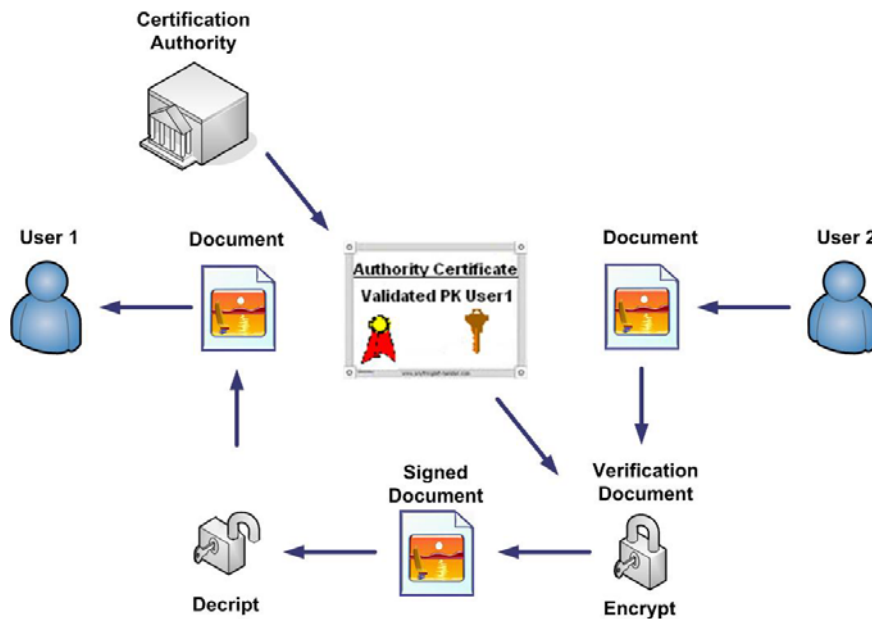 Certification
Authority
User 1
Document
Document
User 2
Authority Certificate
Validated PK User1
Signed
Document
Verification
Document
Decript
Encrypt